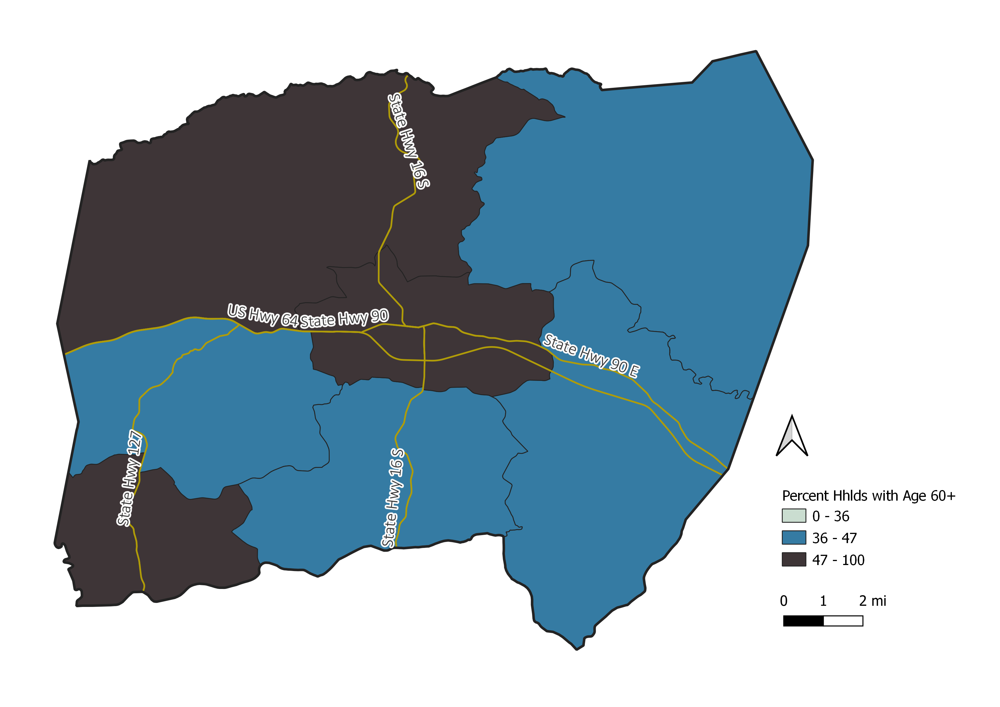 State Hwy 16 S
US Hwy 64
State Hwy 90
State Hwy 90 E
State Hwy 127
State Hwy 16 S
Percent Hhlds with Age 60+
0 - 36
36 - 47
47 - 100
0 1 2 mi